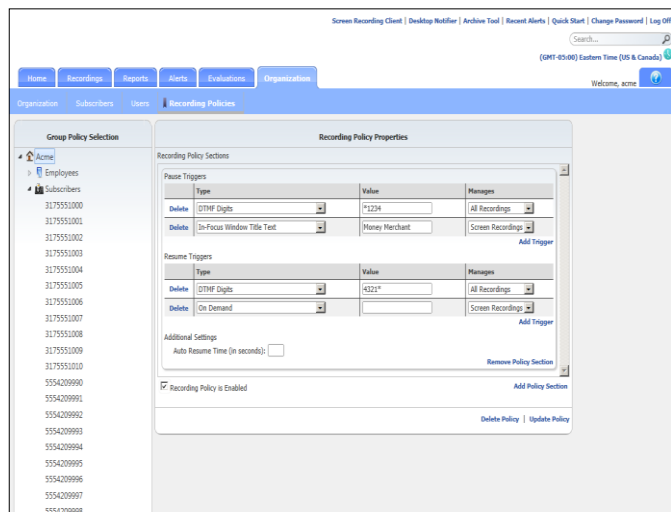 Screen Recording Client | Desktop Notifier | Archive Tool | Recent Alerts | Quick Start | Change Password | Log Off
Search...
(GMT-05:00) Eastern Time (US & Canada)
Home Recordings Reports Alerts Evaluations Organization
Welcome, acme
Organization Subscribers Users Recording Policies
Group Policy Selection
Acme
Employees
Subscribers
3175551000
3175551001
3175551002
3175551003
3175551004
3175551005
3175551006
3175551007
3175551008
3175551009
3175551010
5554209990
5554209991
5554209992
5554209993
5554209994
5554209995
5554209996
5554209997
5554209998
Recording Policy Properties
Recording Policy Sections
Pause Triggers
Type Value Manages
Delete DTMF Digits *1234 All Recordings
Delete In-Focus Window Title Text Money Merchant Screen Recordings
Add Trigger
Resume Triggers
Type Value Manages
Delete DTMF Digits 4321* All Recordings
Delete On Demand Screen Recordings
Add Trigger
Additional Settings
Auto Resume Time (in seconds):
Remove Policy Section
Recording Policy is Enabled
Add Policy Section
Delete Policy | Update Policy